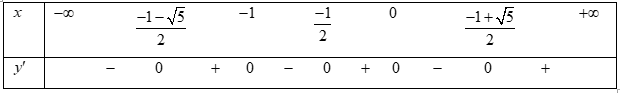 x −∞ (−1−√5)/2 −1 −1/2 0 (−1+√5)/2 +∞
y′ − 0 + 0 − 0 + 0 − 0 +